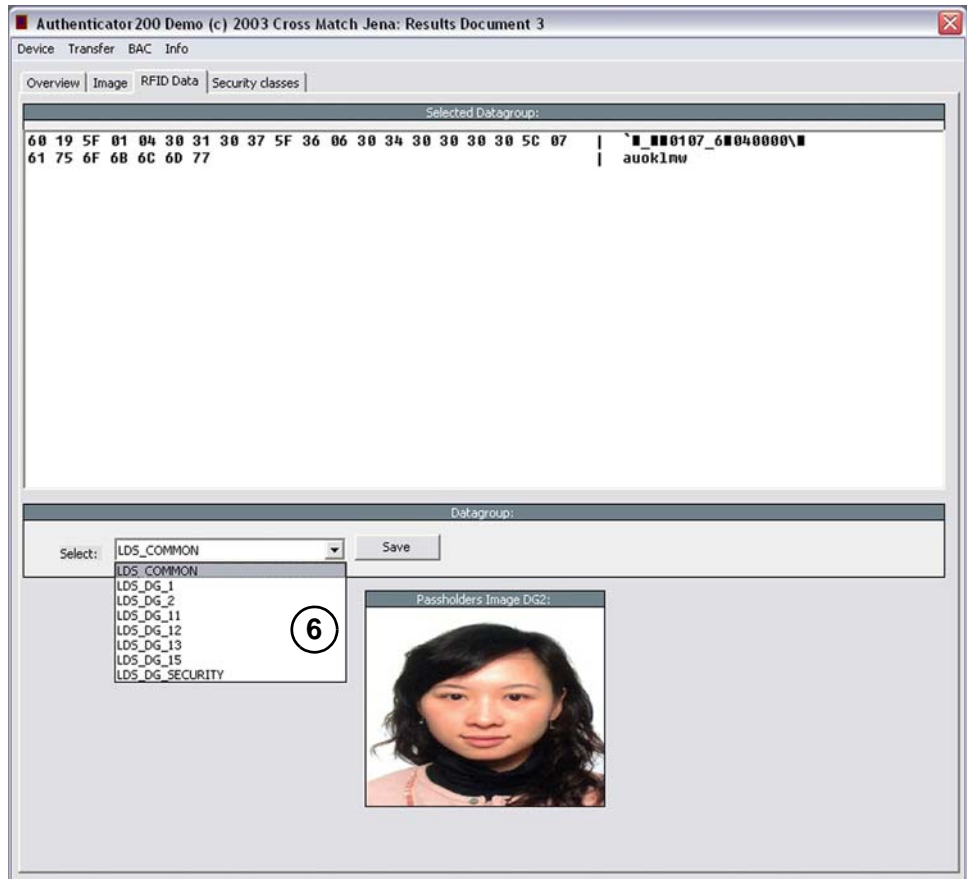 Authenticator200 Demo (c) 2003 Cross Match Jena: Results Document 3
Device Transfer BAC Info
Overview Image RFID Data Security classes
Selected Datagroup:
60 19 5F 01 04 30 31 30 37 5F 36 06 30 34 30 30 30 30 5C 07 | `■_■■0107_6■040000\■
61 75 6F 6B 6C 6D 77 | auoklmw
Datagroup:
Select: LDS_COMMON Save
LDS_COMMON
LDS_DG_1
LDS_DG_2
LDS_DG_11
LDS_DG_12
LDS_DG_13
LDS_DG_15
LDS_DG_SECURITY
6
Passholders Image DG2: